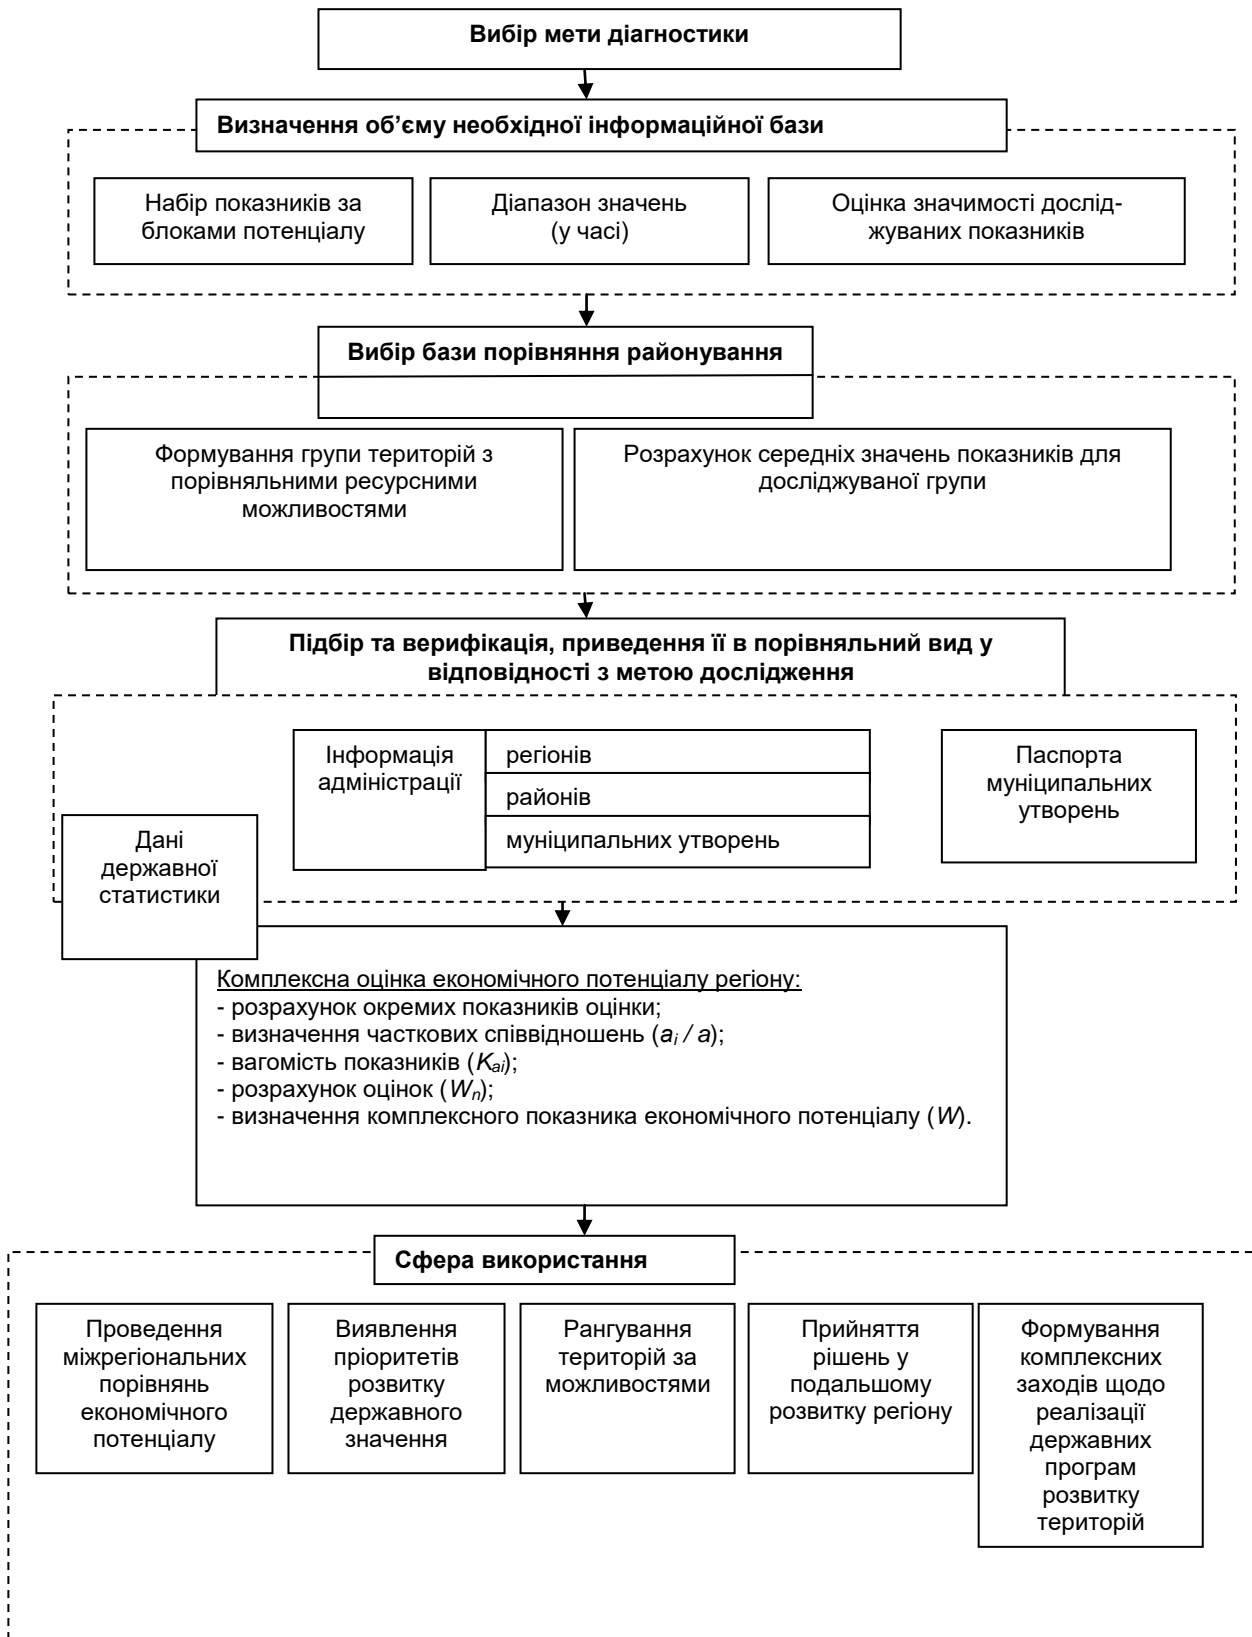 Вибір мети діагностики
Визначення об’єму необхідної інформаційної бази
Набір показників за
блоками потенціалу
Діапазон значень
(у часі)
Оцінка значимості дослід-
жуваних показників
Вибір бази порівняння районування
Формування групи територій з
порівняльними ресурсними
можливостями
Розрахунок середніх значень показників для
досліджуваної групи
Підбір та верифікація, приведення її в порівняльний вид у
відповідності з метою дослідження
Дані
державної
статистики
Інформація
адміністрації
регіонів
районів
муніципальних утворень
Паспорта
муніципальних
утворень
Комплексна оцінка економічного потенціалу регіону:
- розрахунок окремих показників оцінки;
- визначення часткових співвідношень (ai / a);
- вагомість показників (Kai);
- розрахунок оцінок (Wn);
- визначення комплексного показника економічного потенціалу (W).
Сфера використання
Проведення
міжрегіональних
порівнянь
економічного
потенціалу
Виявлення
пріоритетів
розвитку
державного
значення
Рангування
територій за
можливостями
Прийняття
рішень у
подальшому
розвитку регіону
Формування
комплексних
заходів щодо
реалізації
державних
програм
розвитку
територій